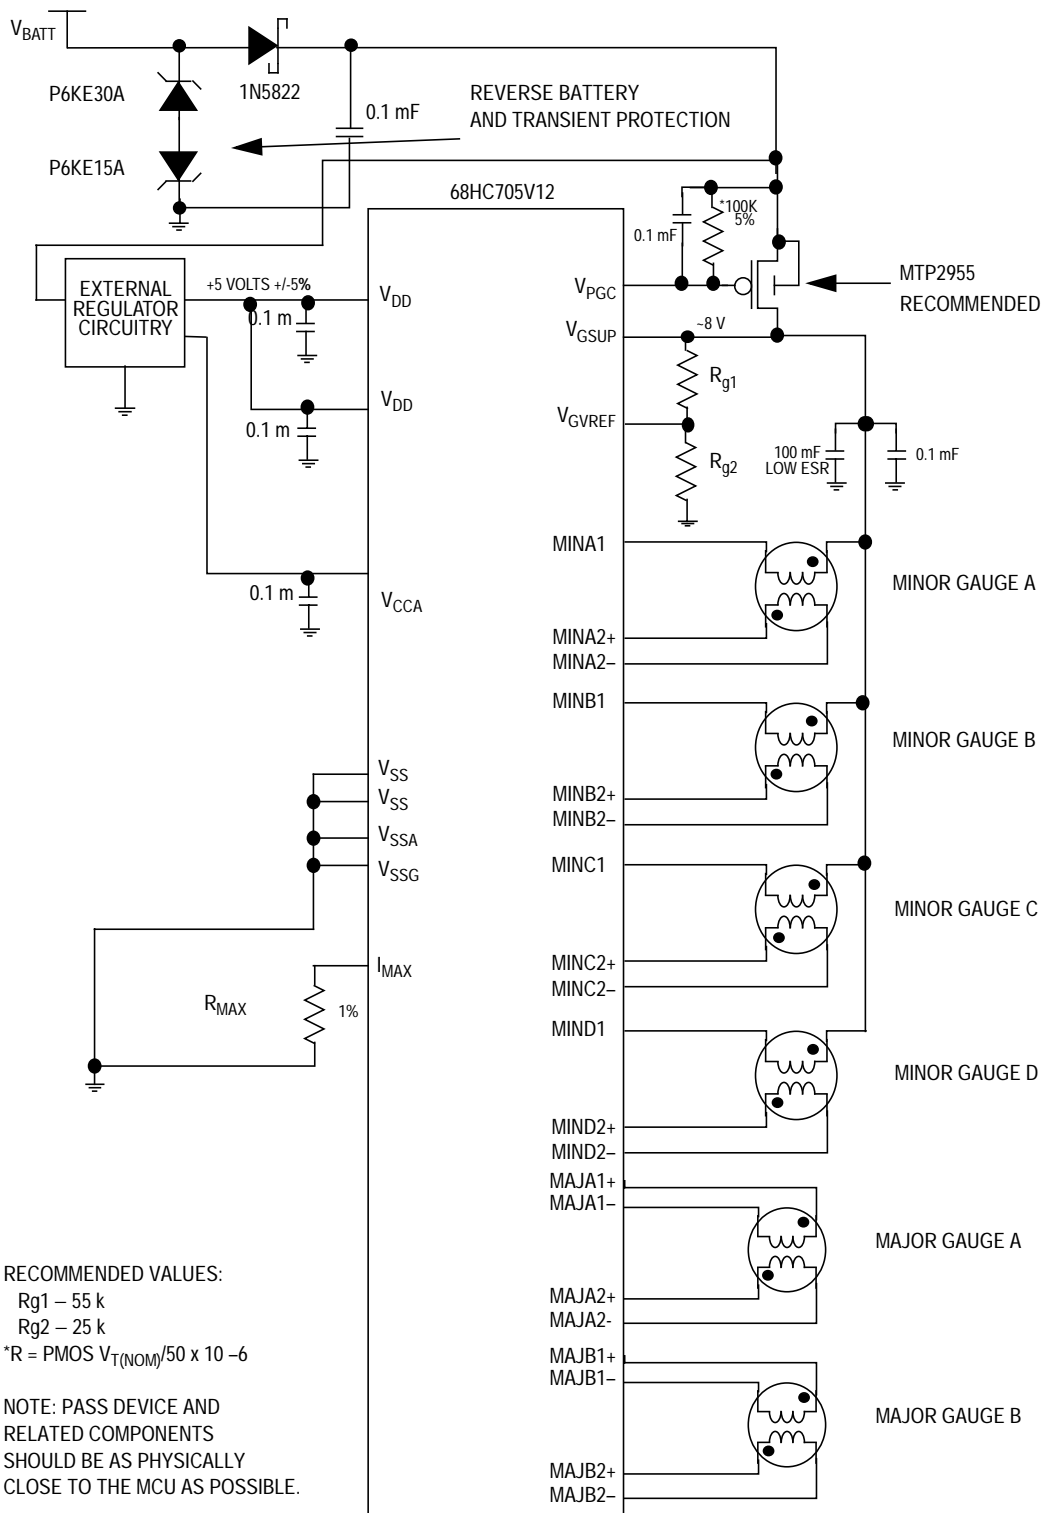 VBATT
P6KE30A
1N5822
0.1 mF
REVERSE BATTERY
AND TRANSIENT PROTECTION
P6KE15A
68HC705V12
*100K
5%
0.1 mF
EXTERNAL
REGULATOR
CIRCUITRY
+5 VOLTS +/-5%
0.1 m
VDD
VPGC
MTP2955
RECOMMENDED
VGSUP
~8 V
Rg1
VDD
0.1 m
VGVREF
Rg2
100 mF
LOW ESR
0.1 mF
MINA1
MINOR GAUGE A
0.1 m
VCCA
MINA2+
MINA2–
MINB1
MINOR GAUGE B
VSS
VSS
MINB2+
MINB2–
VSSA
VSSG
MINC1
MINOR GAUGE C
IMAX
MINC2+
MINC2–
RMAX
1%
MIND1
MINOR GAUGE D
MIND2+
MIND2–
MAJA1+
MAJA1–
MAJOR GAUGE A
MAJA2+
MAJA2-
MAJB1+
MAJB1–
MAJOR GAUGE B
MAJB2+
MAJB2–
RECOMMENDED VALUES:
Rg1 – 55 k
Rg2 – 25 k
*R = PMOS VT(NOM)/50 x 10 –6
NOTE: PASS DEVICE AND
RELATED COMPONENTS
SHOULD BE AS PHYSICALLY
CLOSE TO THE MCU AS POSSIBLE.